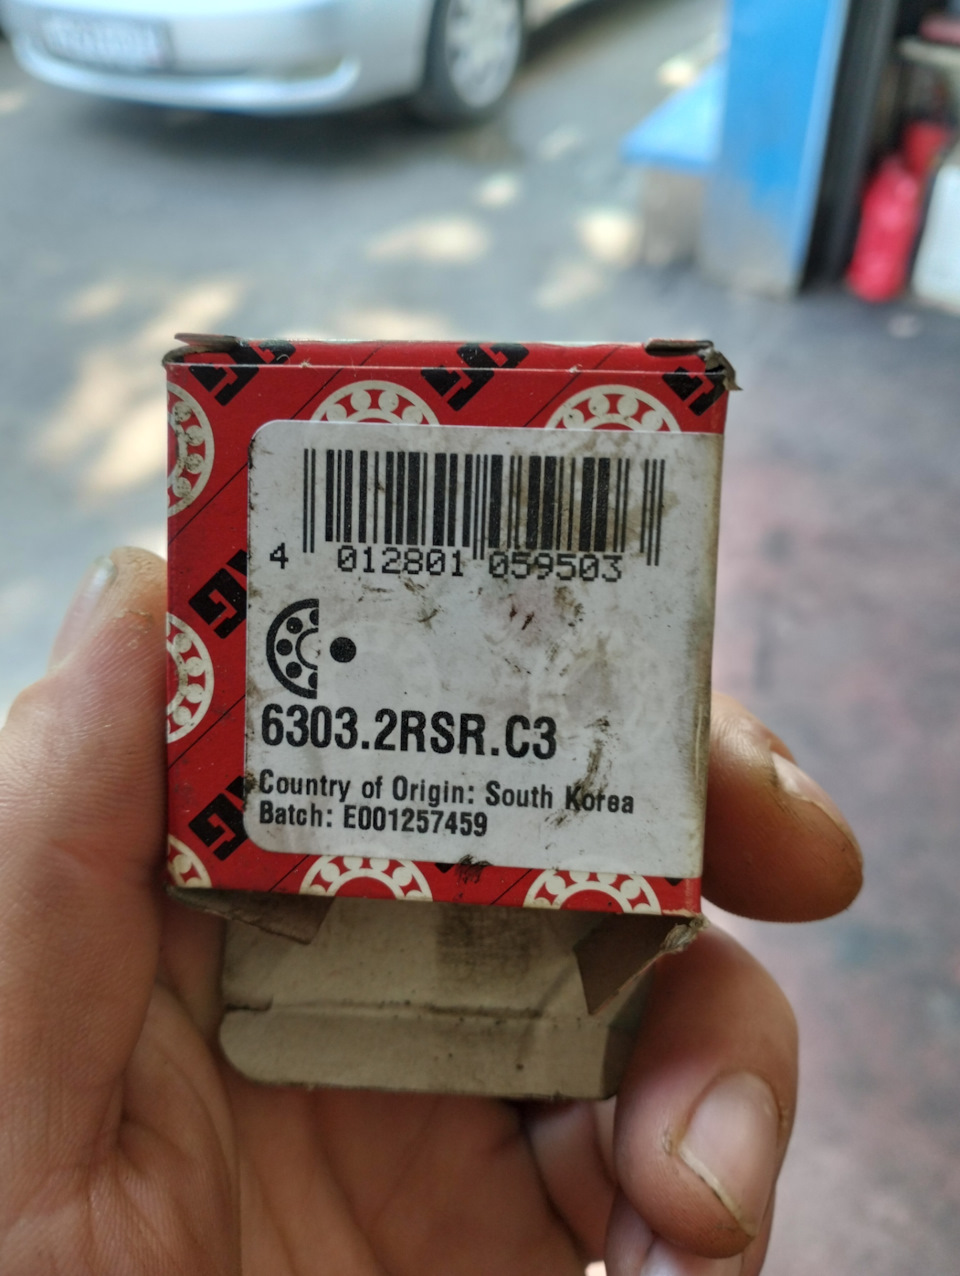 4 012801 059503
6303.2RSR.C3
Country of Origin: South Korea
Batch: E001257459